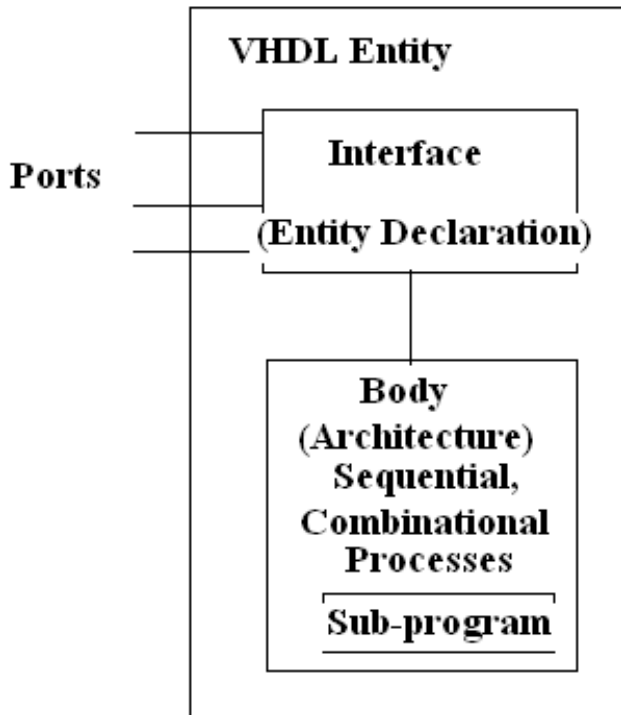 VHDL Entity
Interface
Ports
(Entity Declaration)
Body
(Architecture)
Sequential,
Combinational
Processes
Sub-program